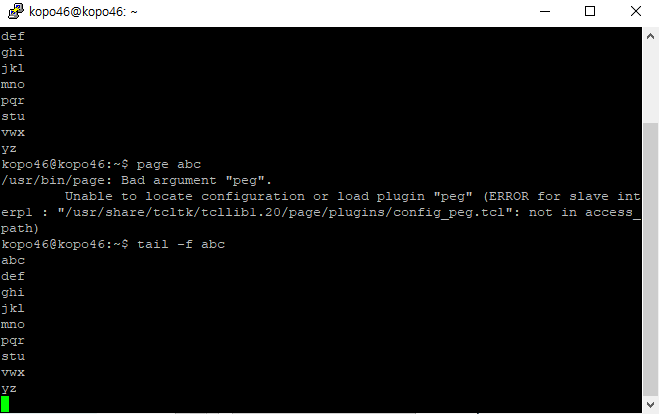 kopo46@kopo46: ~
def
ghi
jkl
mno
pqr
stu
vwx
yz
kopo46@kopo46:~$ page abc
/usr/bin/page: Bad argument "peg".
Unable to locate configuration or load plugin "peg" (ERROR for slave int
erp1 : "/usr/share/tcltk/tcllib1.20/page/plugins/config_peg.tcl": not in access_
path)
kopo46@kopo46:~$ tail -f abc
abc
def
ghi
jkl
mno
pqr
stu
vwx
yz